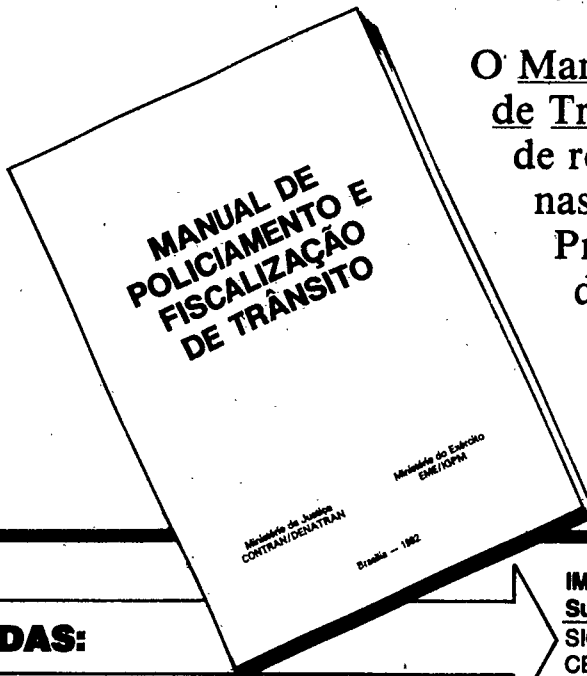 MANUAL DE
POLICIAMENTO E
FISCALIZAÇÃO
DE TRÂNSITO
Ministério do Exército
EME/IGPM
Ministério da Justiça
CONTRAN/DENATRAN
Brasília — 1982
O Man
de Tr
de re
nas
Pr
d
DAS:
IM
Su
SI
CE